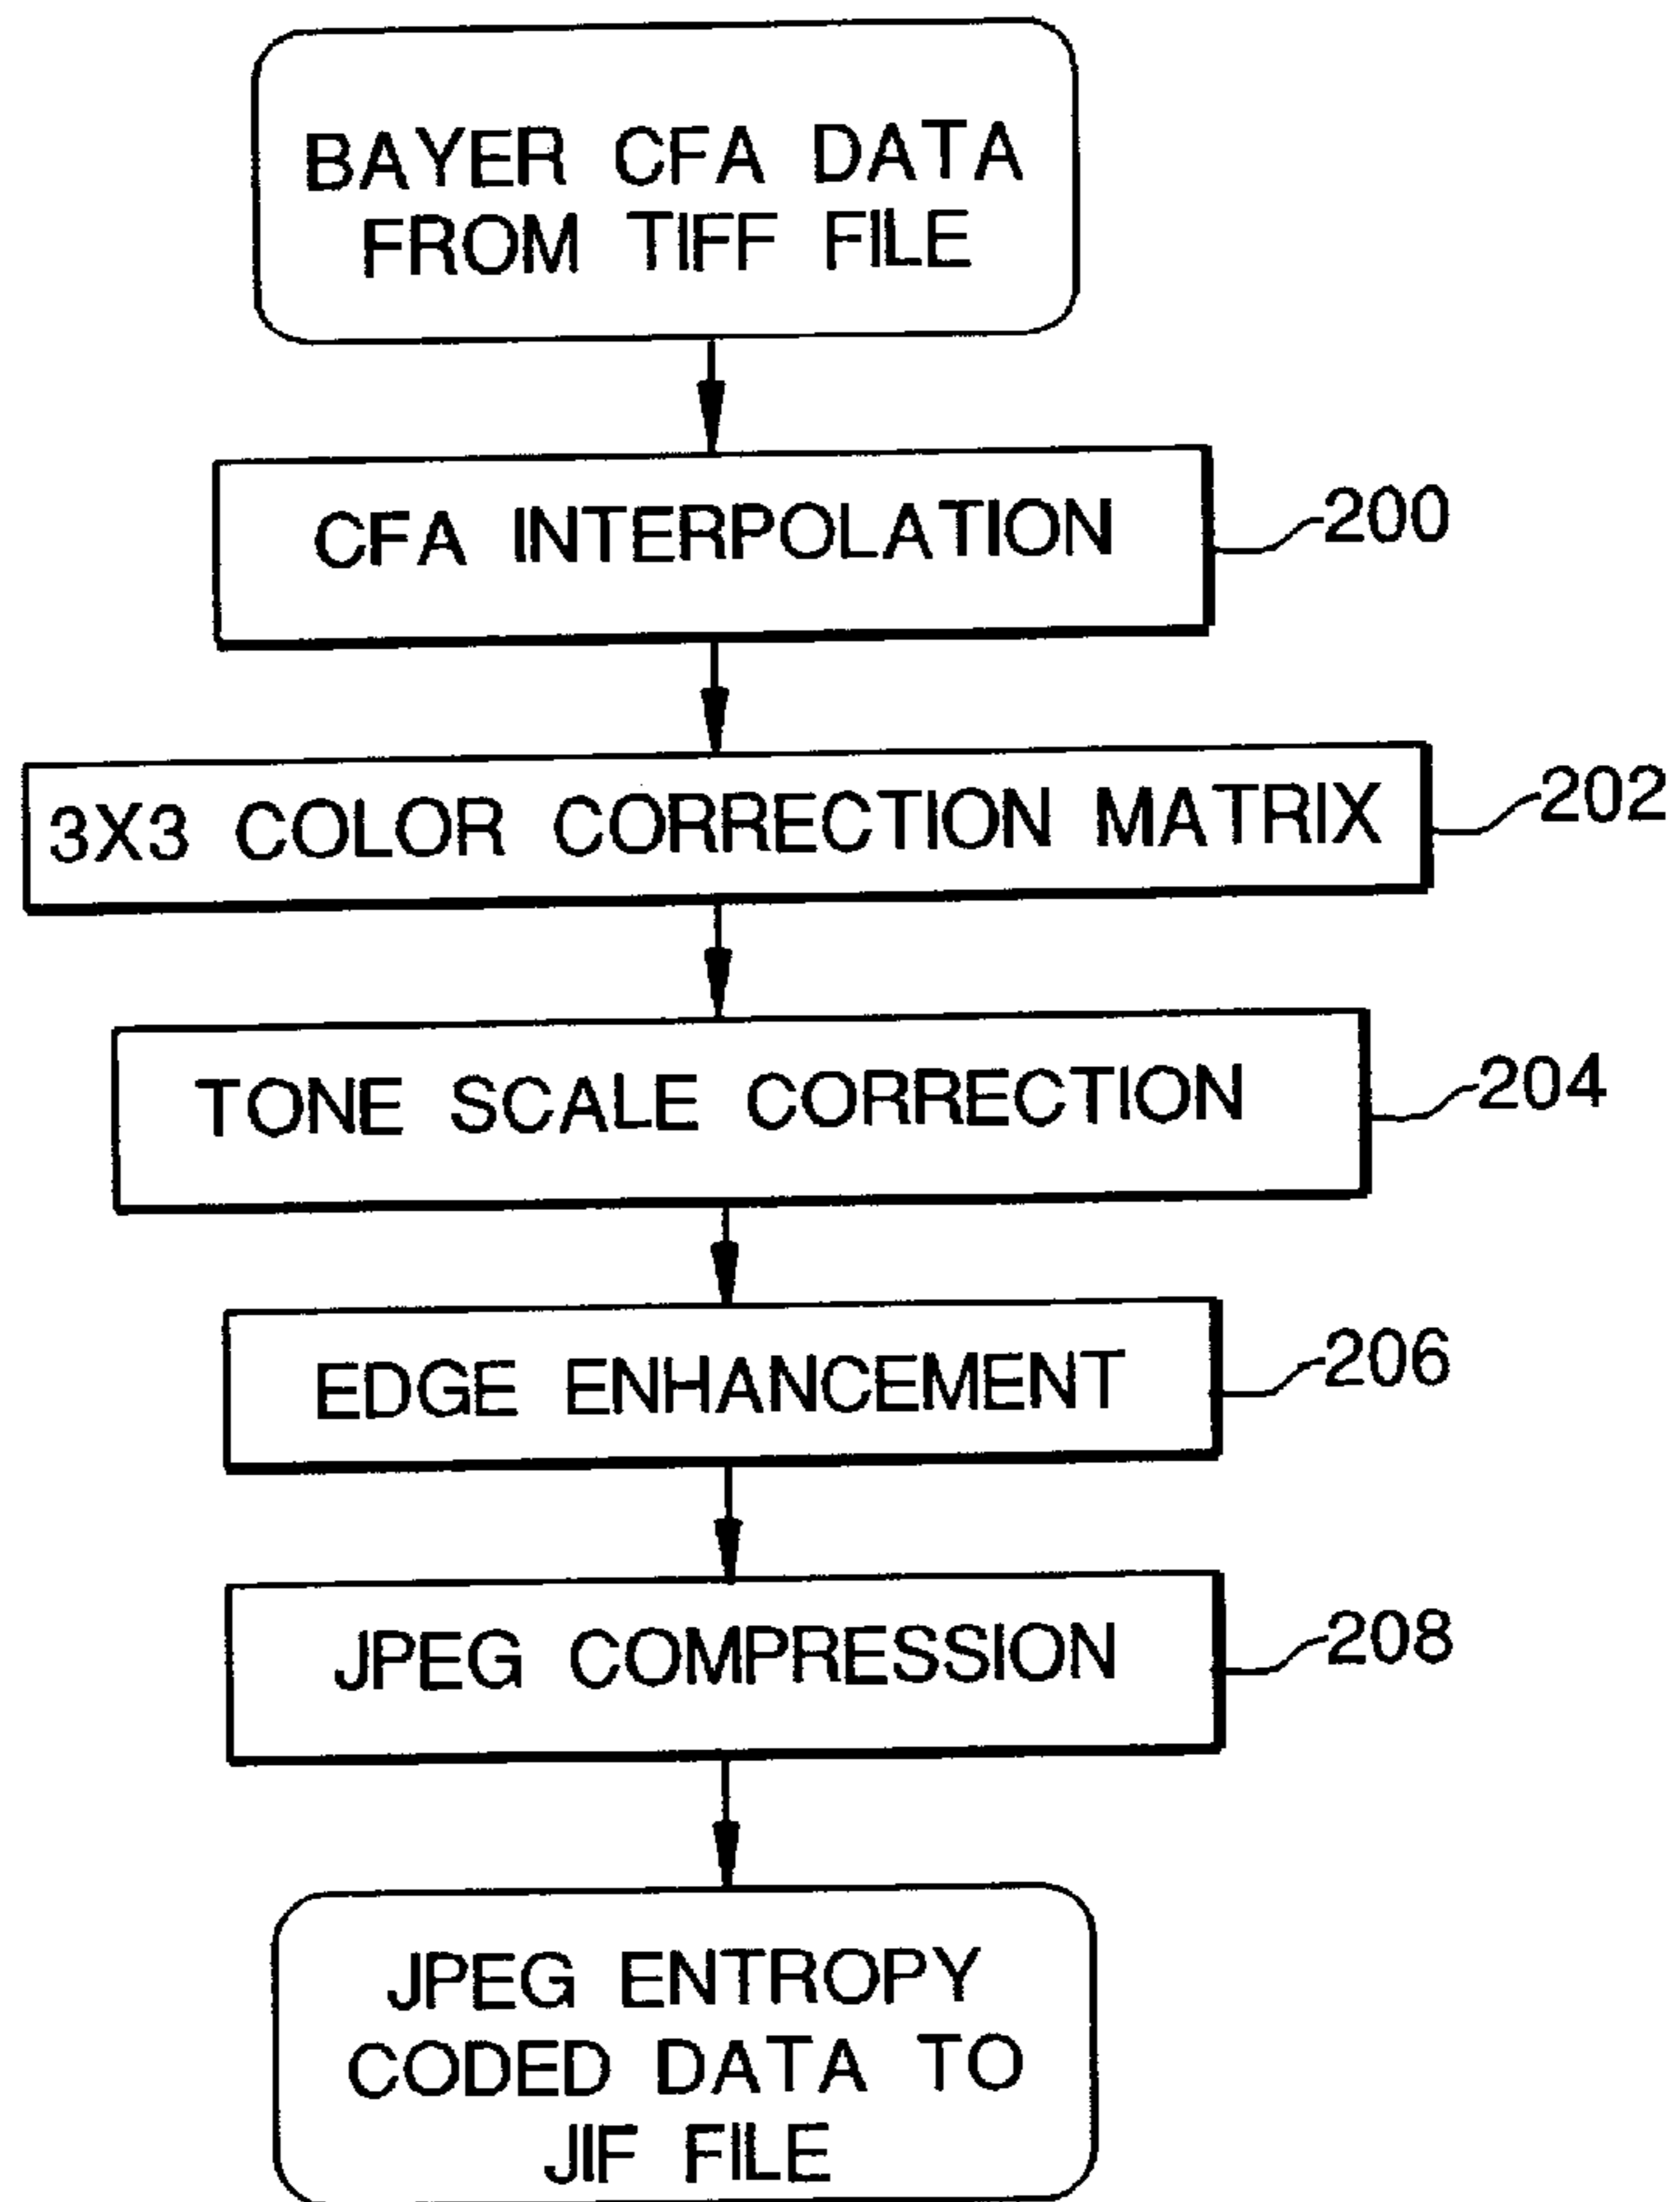 BAYER CFA DATA
FROM TIFF FILE
CFA INTERPOLATION
200
3X3 COLOR CORRECTION MATRIX
202
TONE SCALE CORRECTION
204
EDGE ENHANCEMENT
206
JPEG COMPRESSION
208
JPEG ENTROPY
CODED DATA TO
JIF FILE